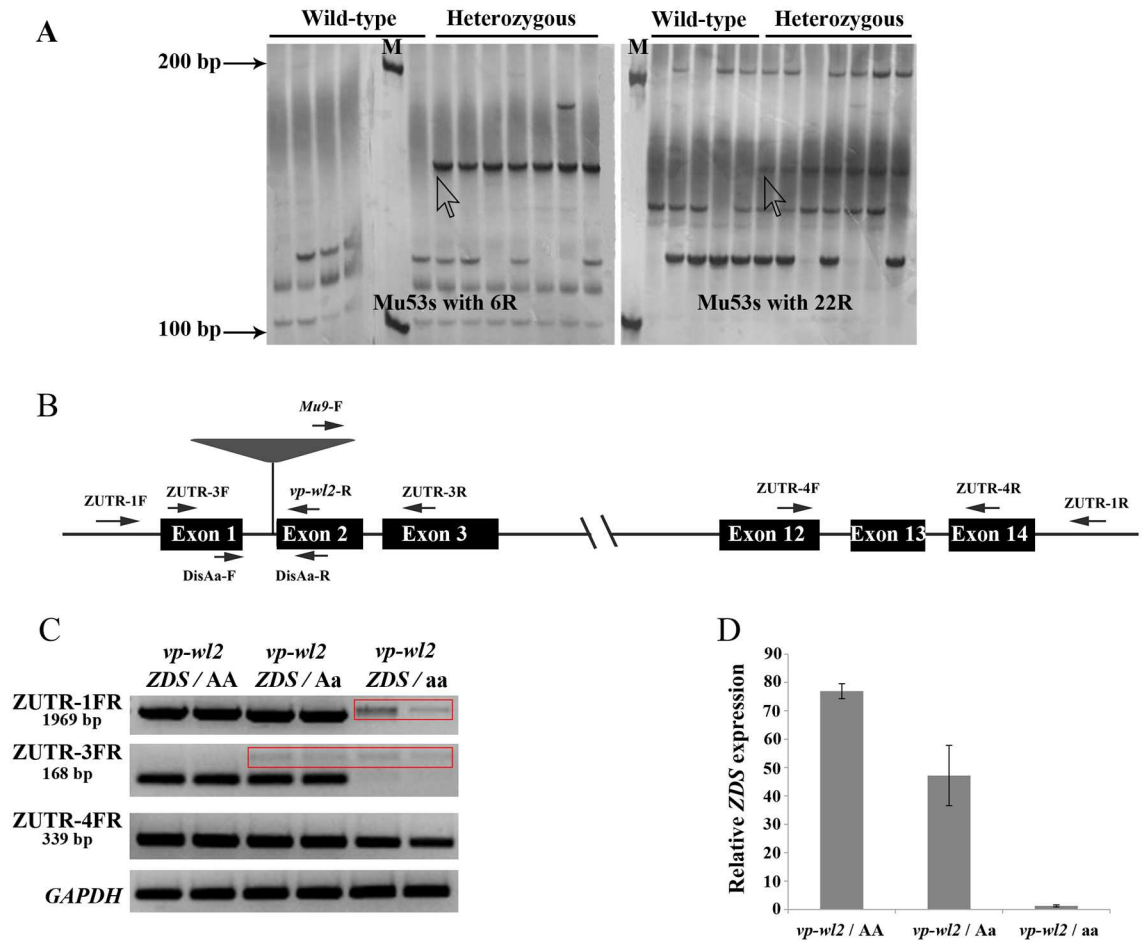 A
Wild-type Heterozygous Wild-type Heterozygous
M M
200 bp
100 bp
Mu53s with 6R Mu53s with 22R
B
Mu9-F
ZUTR-1F ZUTR-3F vp-wl2-R ZUTR-3R ZUTR-4F ZUTR-4R ZUTR-1R
Exon 1 Exon 2 Exon 3 Exon 12 Exon 13 Exon 14
DisAa-F DisAa-R
C
vp-wl2 vp-wl2 vp-wl2
ZDS / AA ZDS / Aa ZDS / aa
ZUTR-1FR
1969 bp
ZUTR-3FR
168 bp
ZUTR-4FR
339 bp
GAPDH
D
Relative ZDS expression
90
80
70
60
50
40
30
20
10
0
vp-wl2 / AA vp-wl2 / Aa vp-wl2 / aa